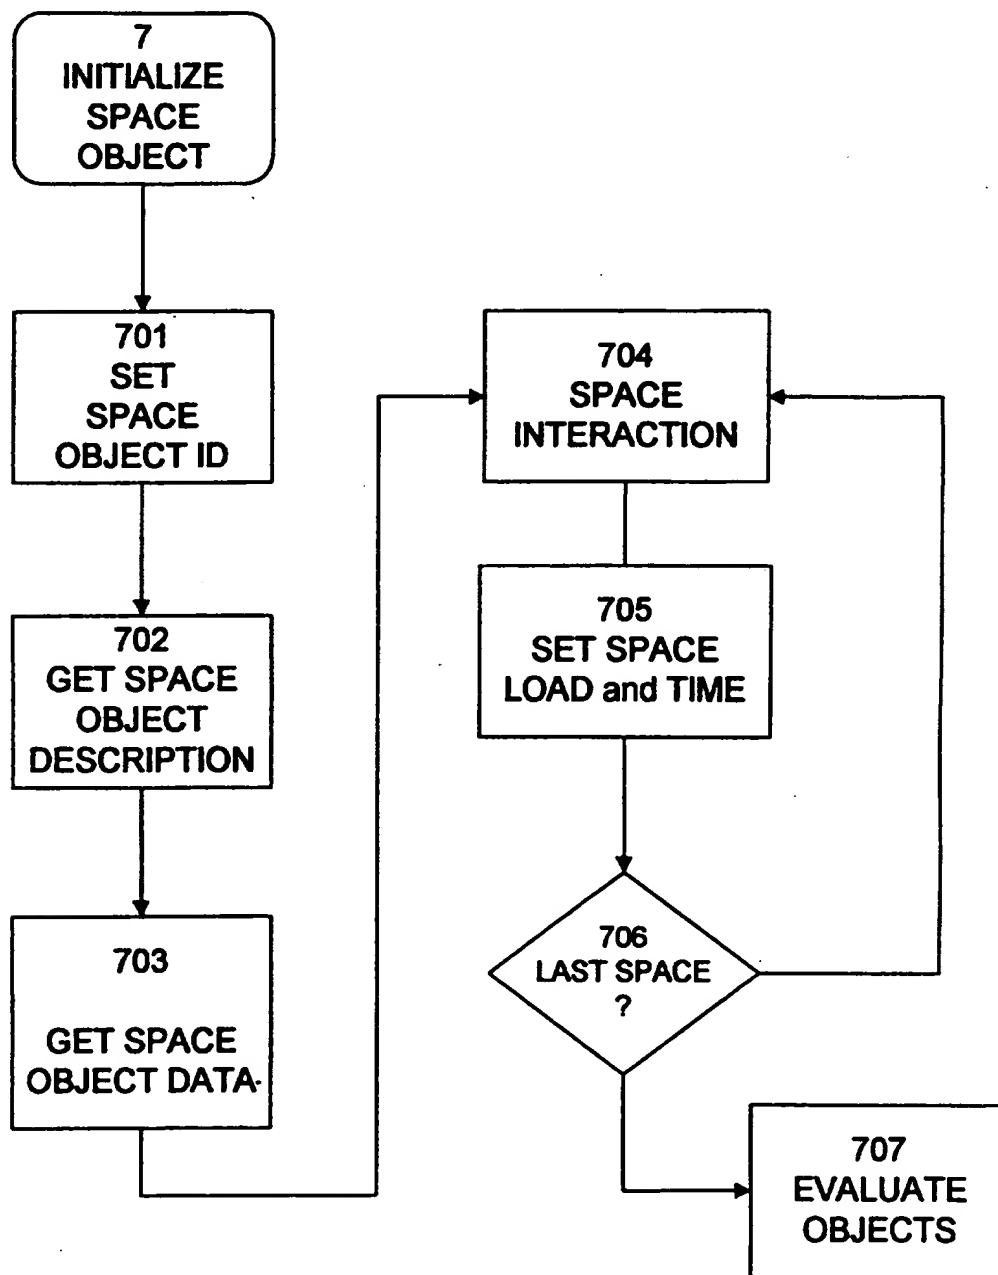 7
INITIALIZE
SPACE
OBJECT
701
SET
SPACE
OBJECT ID
702
GET SPACE
OBJECT
DESCRIPTION
703
GET SPACE
OBJECT DATA
704
SPACE
INTERACTION
705
SET SPACE
LOAD and TIME
706
LAST SPACE
?
707
EVALUATE
OBJECTS